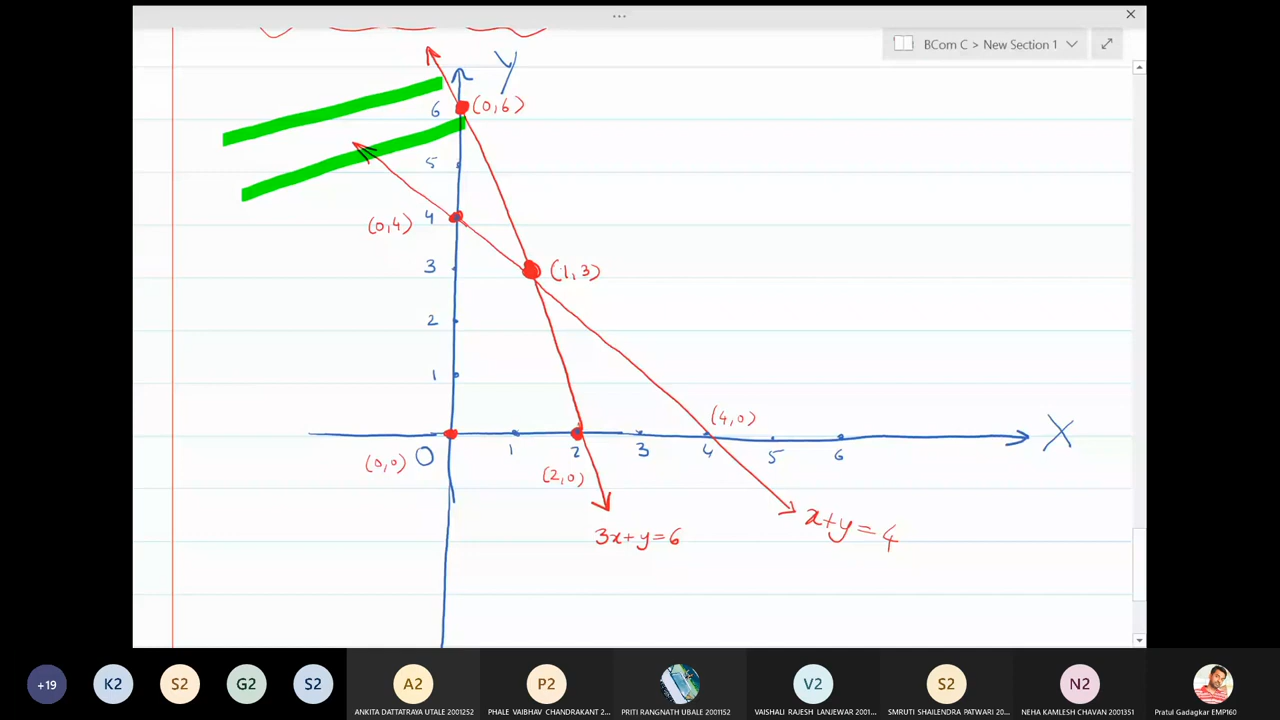 BCom C > New Section 1
Y
6
(0,6)
5
(0,4)
4
3
(1,3)
2
1
(4,0)
X
(0,0)
O
1
2
3
4
5
6
(2,0)
x+y=4
3x+y=6
+19
K2
S2
G2
S2
A2
P2
V2
S2
N2
ANKITA DATTATRAYA UTALE 2001252
PHALE VAIBHAV CHANDRAKANT 2...
PRITI RANGNATH UBALE 2001152
VAISHALI RAJESH LANJEWAR 2001...
SMRUTI SHAILENDRA PATWARI 20...
NEHA KAMLESH CHAVAN 2001351
Pratul Gadagkar EMP160